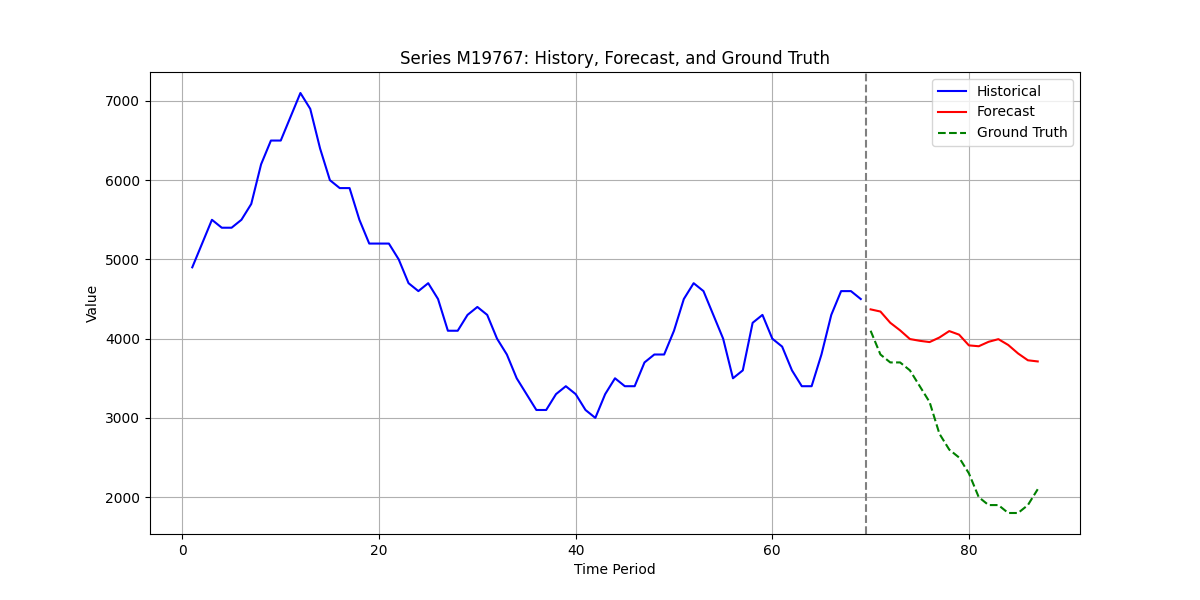 Series M19767: History, Forecast, and Ground Truth
Historical
Forecast
Ground Truth
Value
7000
6000
5000
4000
3000
2000
0 20 40 60 80
Time Period